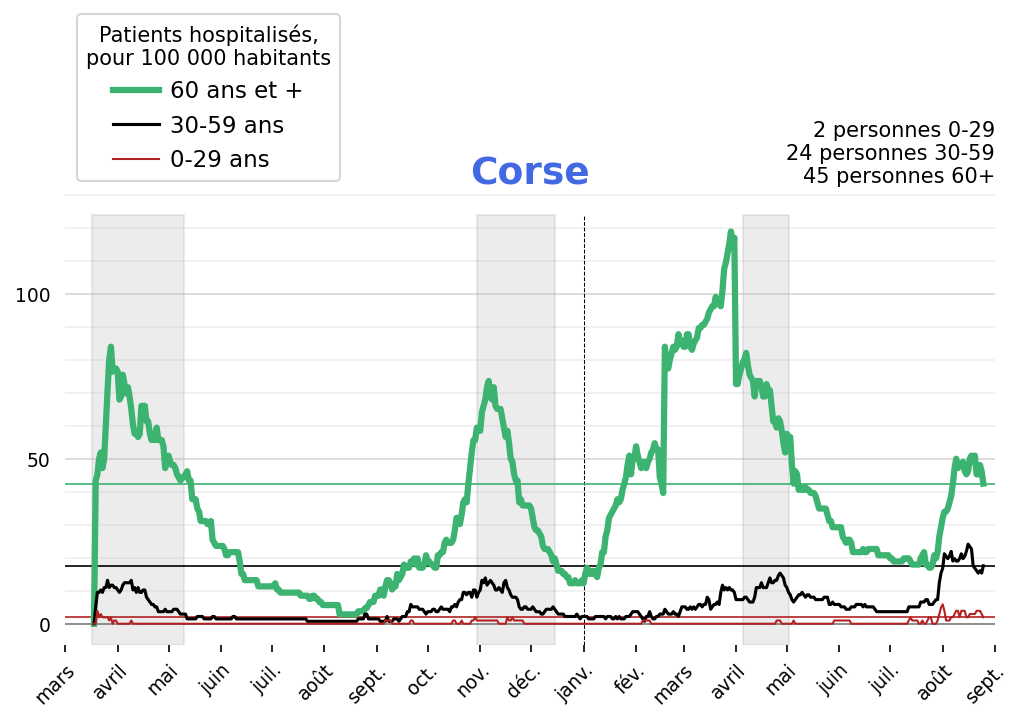 Patients hospitalisés,
pour 100 000 habitants
60 ans et +
30-59 ans
0-29 ans
Corse
2 personnes 0-29
24 personnes 30-59
45 personnes 60+
100
50
0
mars
avril
mai
juin
juil.
août
sept.
oct.
nov.
déc.
janv.
fév.
mars
avril
mai
juin
juil.
août
sept.